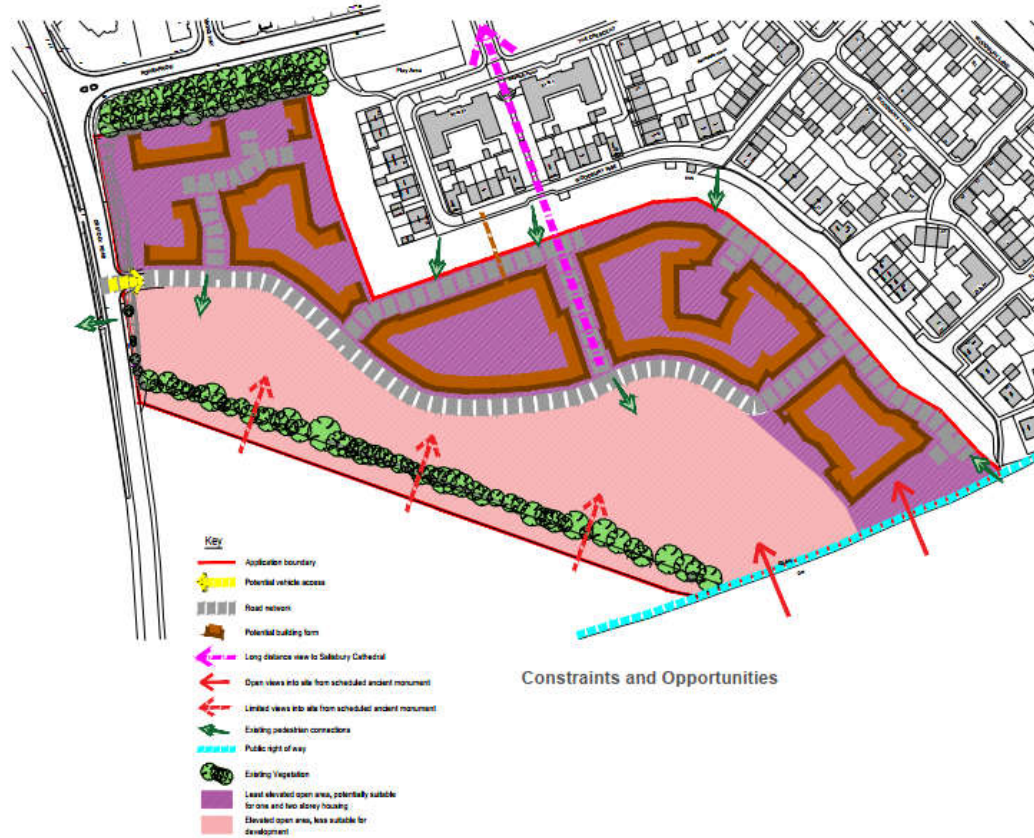 Play Area
THE CRESCENT
Constraints and Opportunities
Key
Application boundary
Potential vehicle access
Road network
Potential building form
Long distance view to Salisbury Cathedral
Open views into site from scheduled ancient monument
Limited views into site from scheduled ancient monument
Existing pedestrian connections
Public right of way
Existing Vegetation
Least elevated open area, potentially suitable
for one and two storey housing
Elevated open area, less suitable for
development